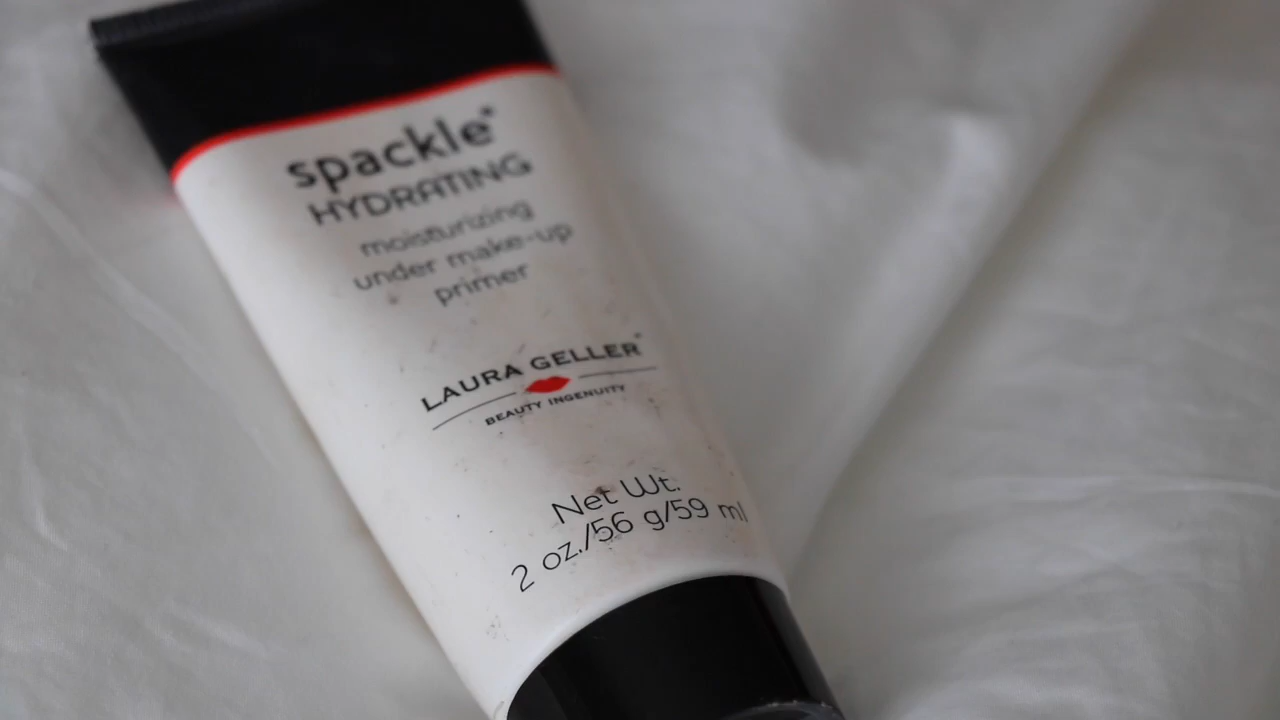 spackle®
HYDRATING
moisturizing
under make-up
primer
LAURA GELLER®
BEAUTY INGENUITY
Net Wt.
2 oz./56 g/59 ml